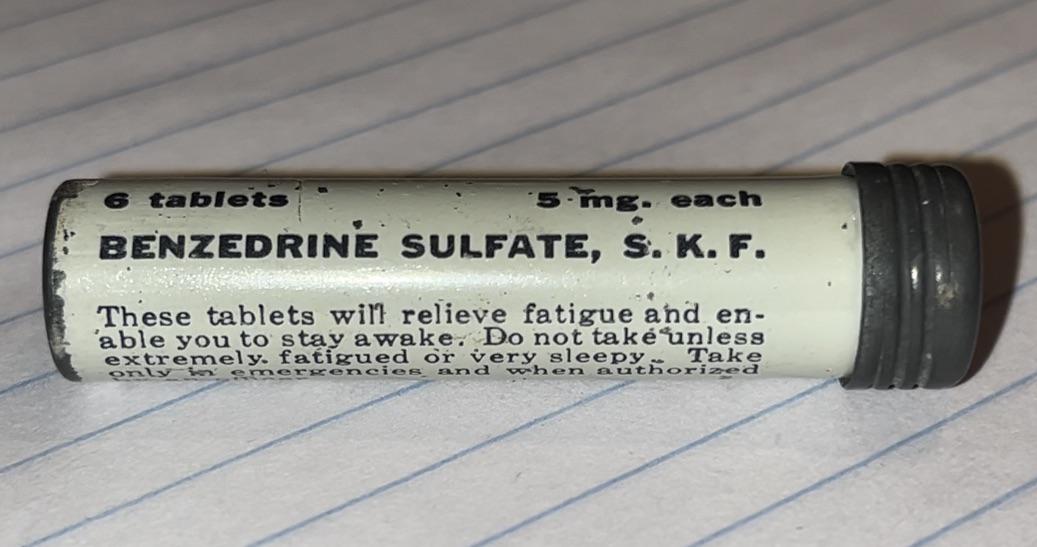 6 tablets 5 mg. each
BENZEDRINE SULFATE, S. K. F.
These tablets will relieve fatigue and en-
able you to stay awake. Do not take unless
extremely fatigued or very sleepy. Take
only in emergencies and when authorized